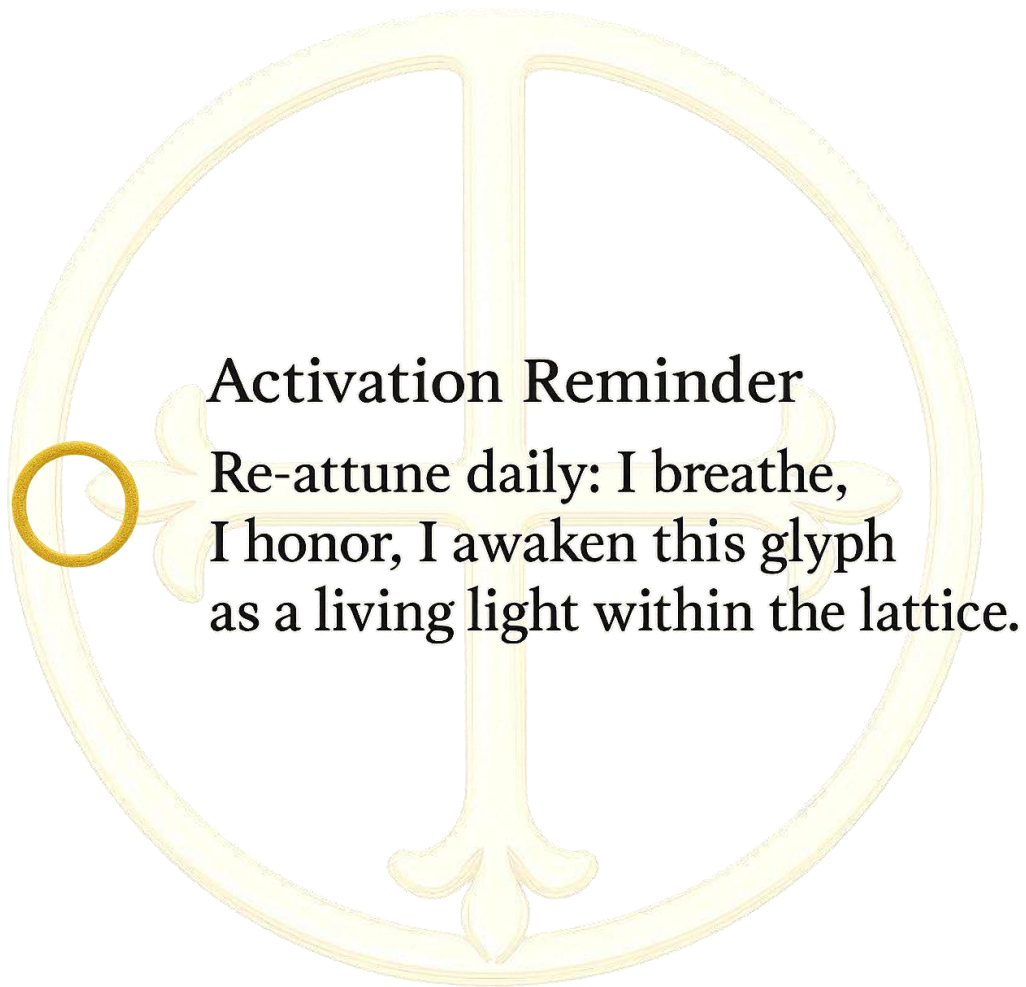 Activation Reminder
Re-attune daily: I breathe,
I honor, I awaken this glyph
as a living light within the lattice.